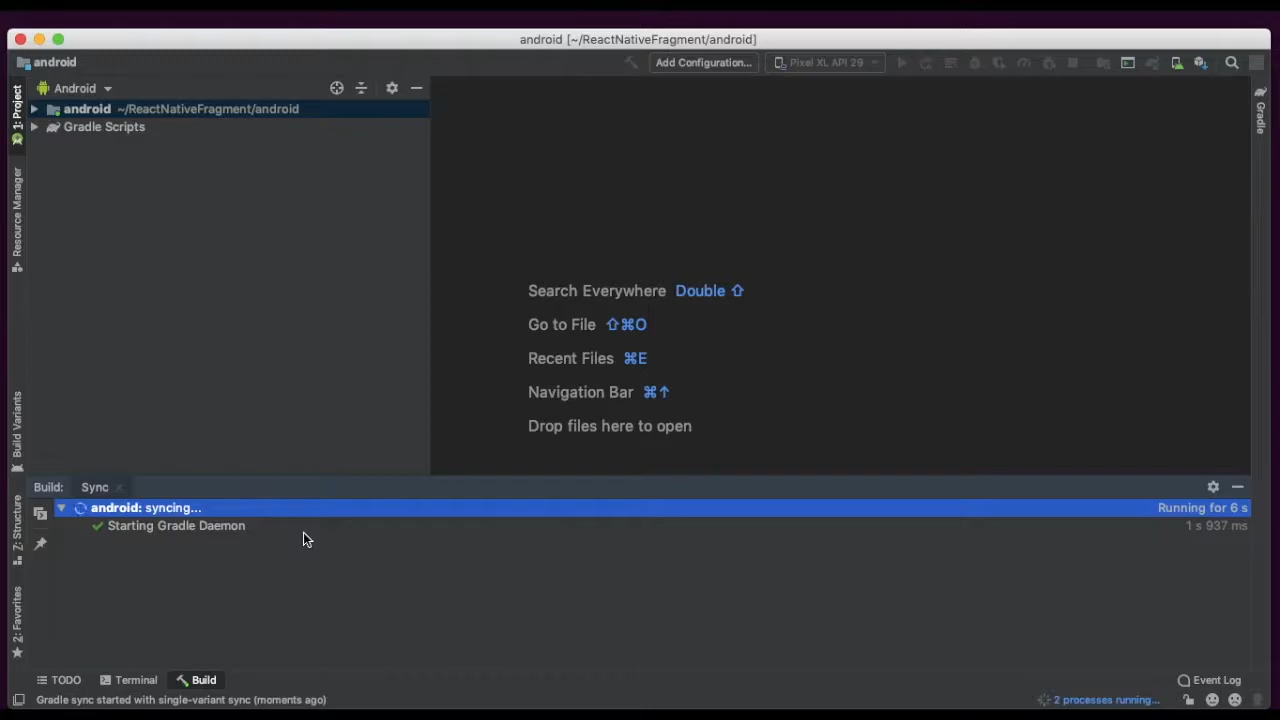 android [~/ReactNativeFragment/android]
android
Add Configuration...
Pixel XL API 29
1: Project
Android
android ~/ReactNativeFragment/android
Gradle Scripts
Gradle
Resource Manager
Search Everywhere Double ⇧
Go to File ⇧⌘O
Recent Files ⌘E
Navigation Bar ⌘↑
Drop files here to open
Build Variants
Build: Sync
android: syncing... Running for 6 s
Starting Gradle Daemon 1 s 937 ms
Z: Structure
2: Favorites
TODO Terminal Build Event Log
Gradle sync started with single-variant sync (moments ago) 2 processes running...